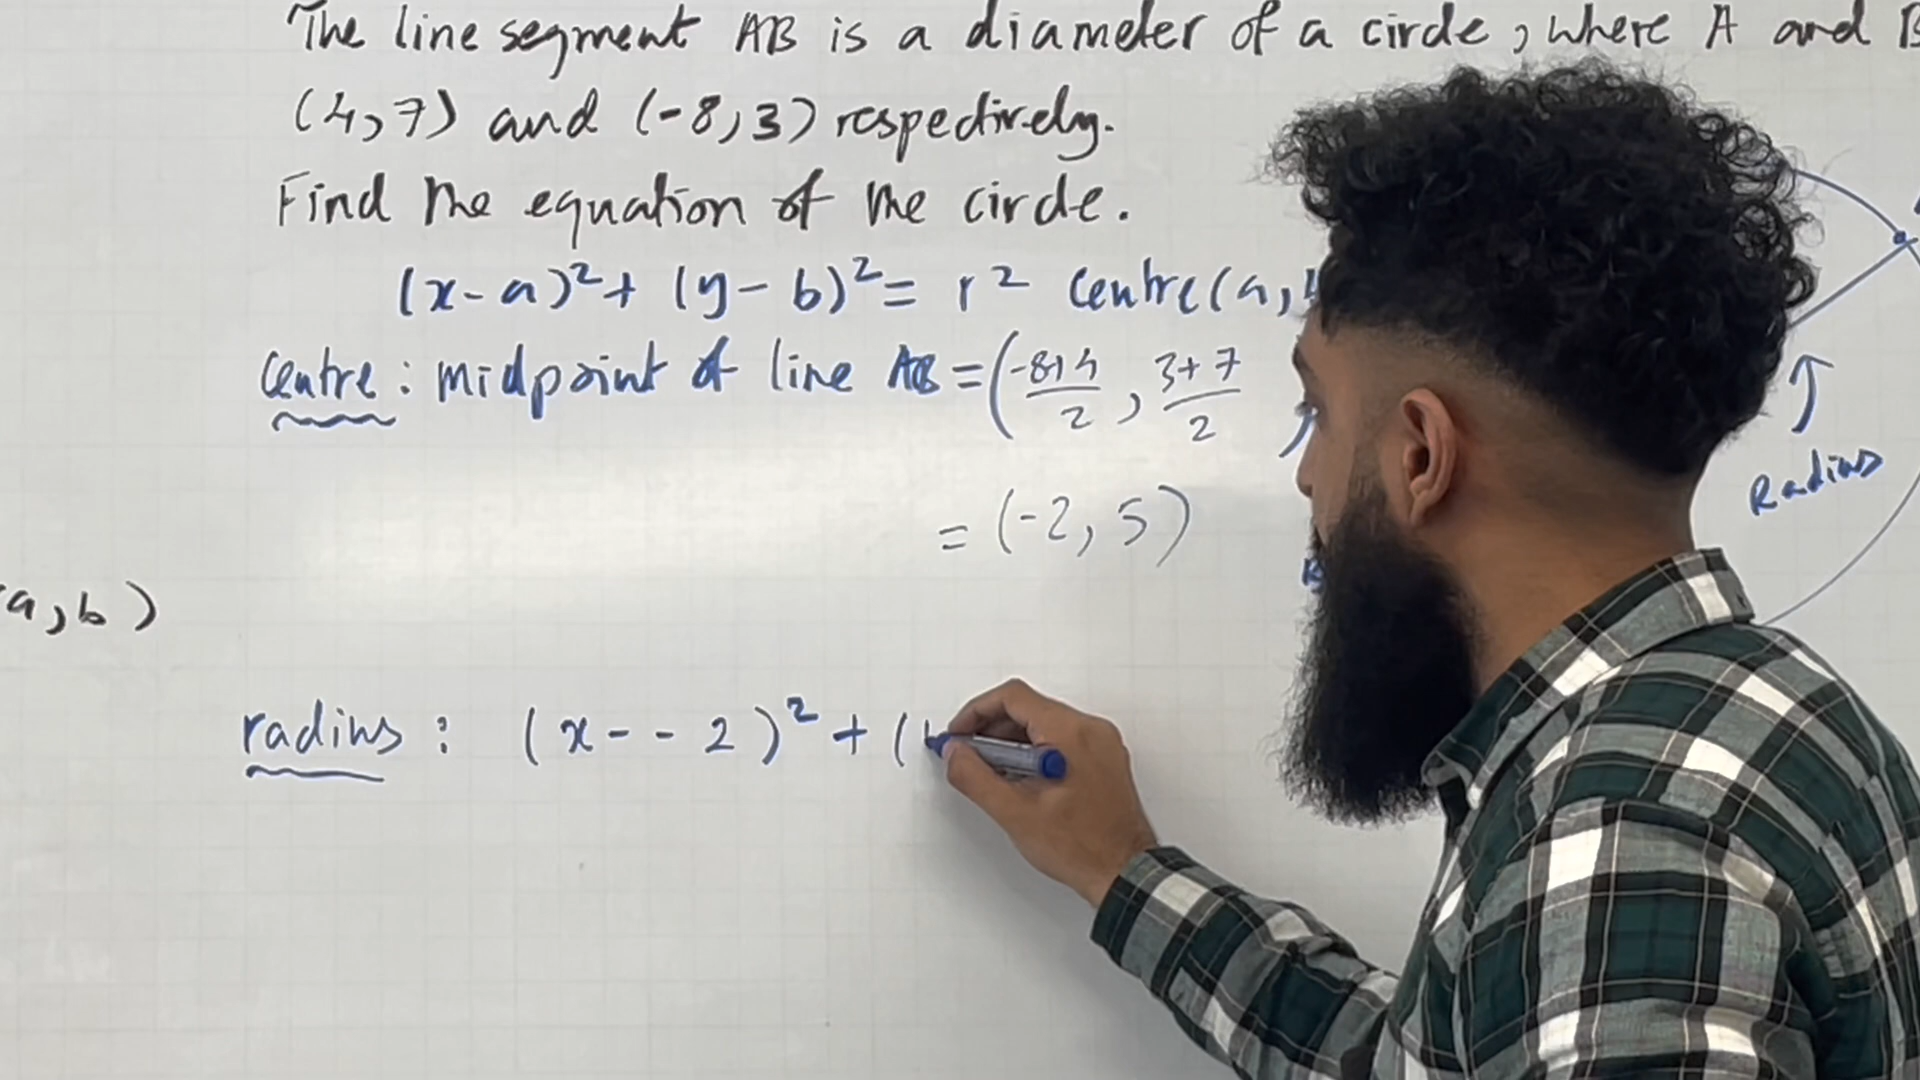 The line segment AB is a diameter of a circle, where A and B
(4,7) and (-8,3) respectively.
Find the equation of the circle.
(x-a)²+ (y-b)²= r² centre(a,
centre : midpoint of line AB =(-8+4/2 , 3+7/2 )
= (-2, 5)
a,b )
radius : (x--2)² + (
Radius